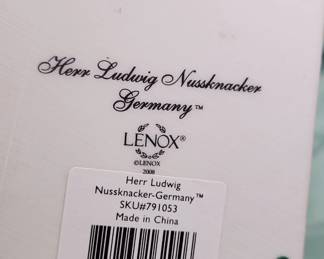 Herr Ludwig Nussknacker
Germany™
LENOX®
©LENOX
2008
Herr Ludwig
Nussknacker-Germany™
SKU#791053
Made in China